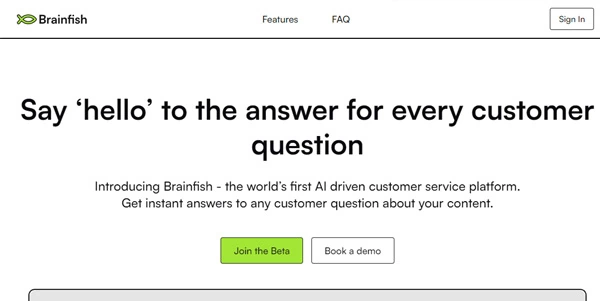 Brainfish
Features
FAQ
Sign In
Say ‘hello’ to the answer for every customer
question
Introducing Brainfish - the world’s first AI driven customer service platform.
Get instant answers to any customer question about your content.
Join the Beta
Book a demo